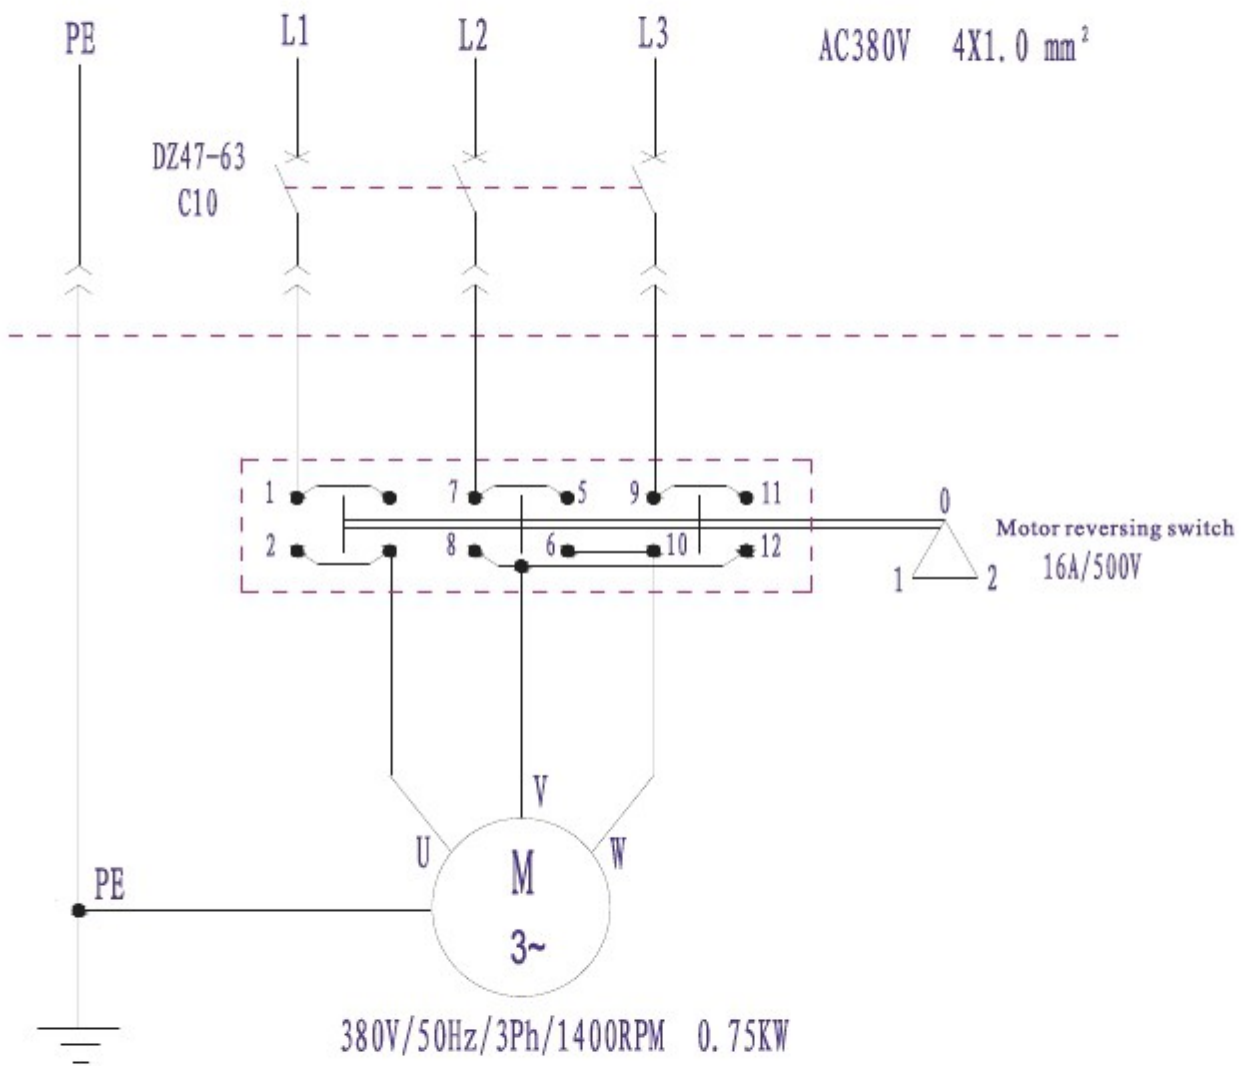 PE L1 L2 L3 AC380V 4X1.0 mm²
DZ47-63
C10
1 7 5 9 11
0
Motor reversing switch
2 8 6 10 12
16A/500V
1 2
V
U W
M
PE
3~
380V/50Hz/3Ph/1400RPM 0.75KW